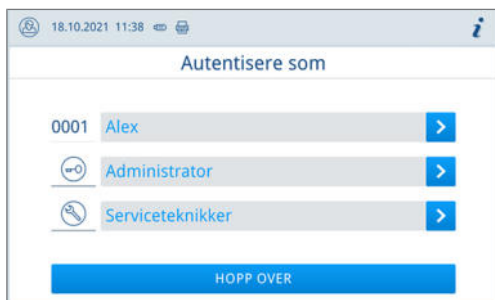 18.10.2021 11:38 i
Autentisere som
0001 Alex
Administrator
Serviceteknikker
HOPP OVER